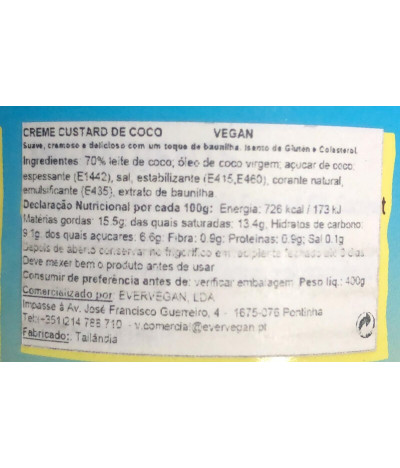 CREME CUSTARD DE COCO VEGAN
Suave, cremoso e delicioso com um toque de baunilha. Isento de Glúten e Colesterol.
Ingredientes: 70% leite de coco, óleo de coco virgem, açucar de coco,
espessante (E1442), sal, estabilizante (E415,E460), corante natural,
emulsificante (E435), extrato de baunilha.
Declaração Nutricional por cada 100g: Energia: 726 kcal / 173 kJ
Matérias gordas: 15.5g, das quais saturadas: 13.4g, Hidratos de carbono:
9.1g, dos quais açucares: 6.6g: Fibra: 0.9g: Proteinas: 0.9g; Sal 0.1g
Depois de aberto conservar no frigorifico em recipiente fechado até 3 dias
Deve mexer bem o produto antes de usar
Consumir de preferência antes de: verificar embalagem. Peso líq.: 400g
Comercializado por: EVERVEGAN, LDA
Impasse à Av. José Francisco Guerreiro, 4 - 1675-076 Pontinha
Telm+351)214 788 710 - v.comercial@evervegan.pt
Fabricado:. Tailândia